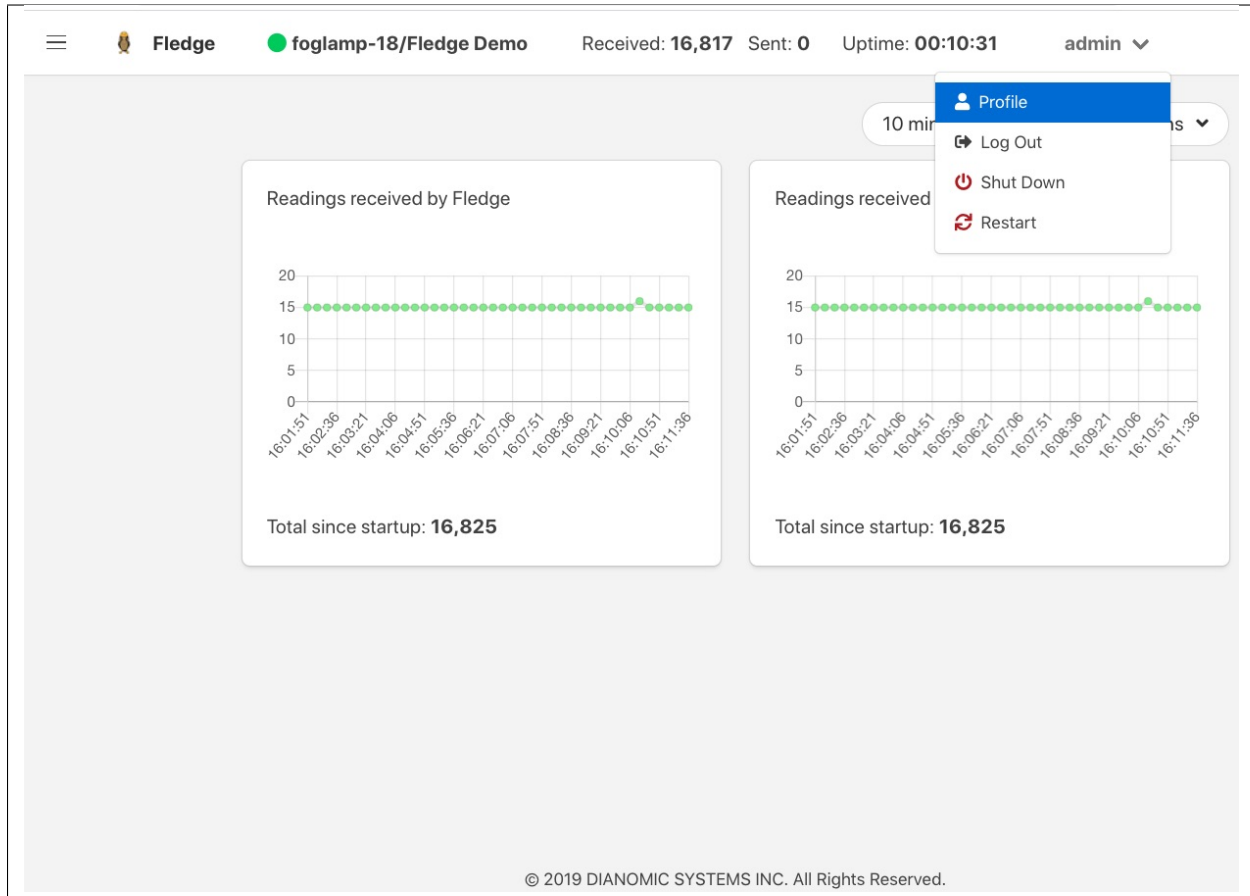 Fledge foglamp-18/Fledge Demo Received: 16,817 Sent: 0 Uptime: 00:10:31 admin
Profile
Log Out
Shut Down
Restart
10
Readings received by Fledge
20
15
10
5
0
16:01:51 16:02:36 16:03:21 16:04:06 16:04:51 16:05:36 16:06:21 16:07:06 16:07:51 16:08:36 16:09:21 16:10:06 16:10:51 16:11:36
Total since startup: 16,825
Readings received
20
15
10
5
0
16:01:51 16:02:36 16:03:21 16:04:06 16:04:51 16:05:36 16:06:21 16:07:06 16:07:51 16:08:36 16:09:21 16:10:06 16:10:51 16:11:36
Total since startup: 16,825
© 2019 DIANOMIC SYSTEMS INC. All Rights Reserved.